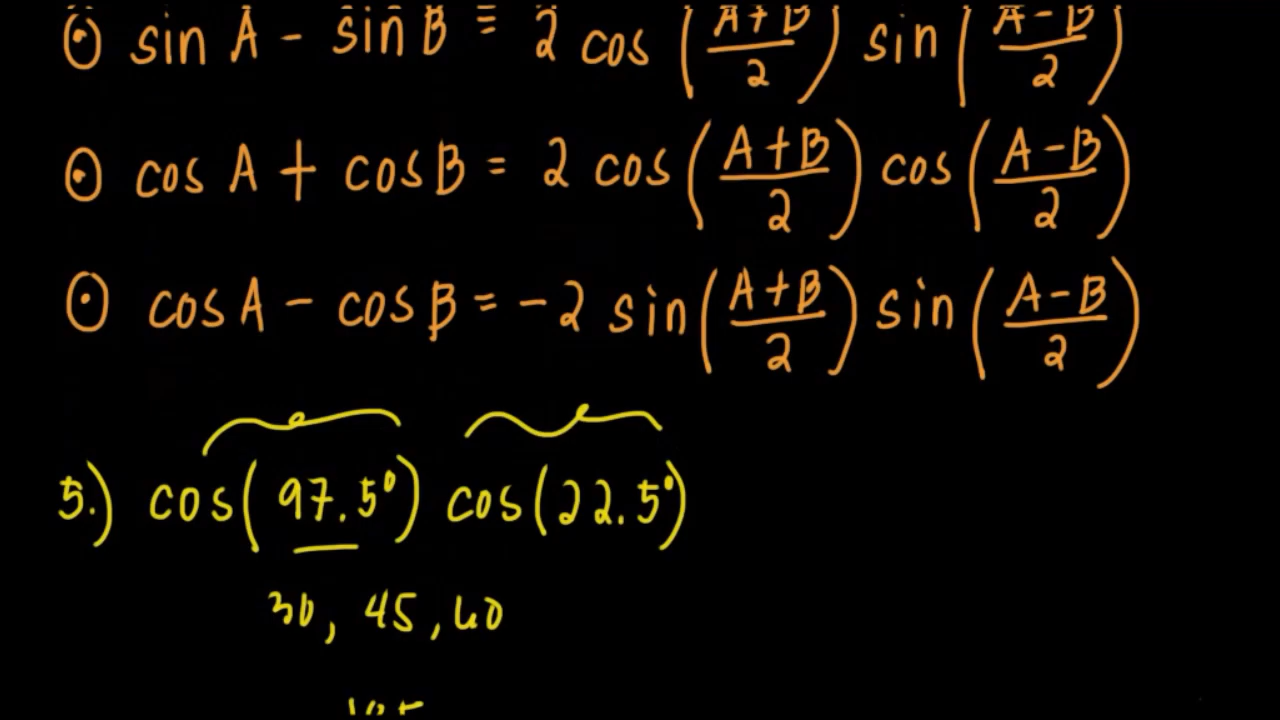 ⊙ sin A - sin B = 2 cos (A+B/2) sin (A-B/2)
⊙ cos A + cos B = 2 cos (A+B/2) cos (A-B/2)
⊙ cos A - cos B = -2 sin (A+B/2) sin (A-B/2)
5.) cos(97.5°) cos(22.5°)
30, 45, 60